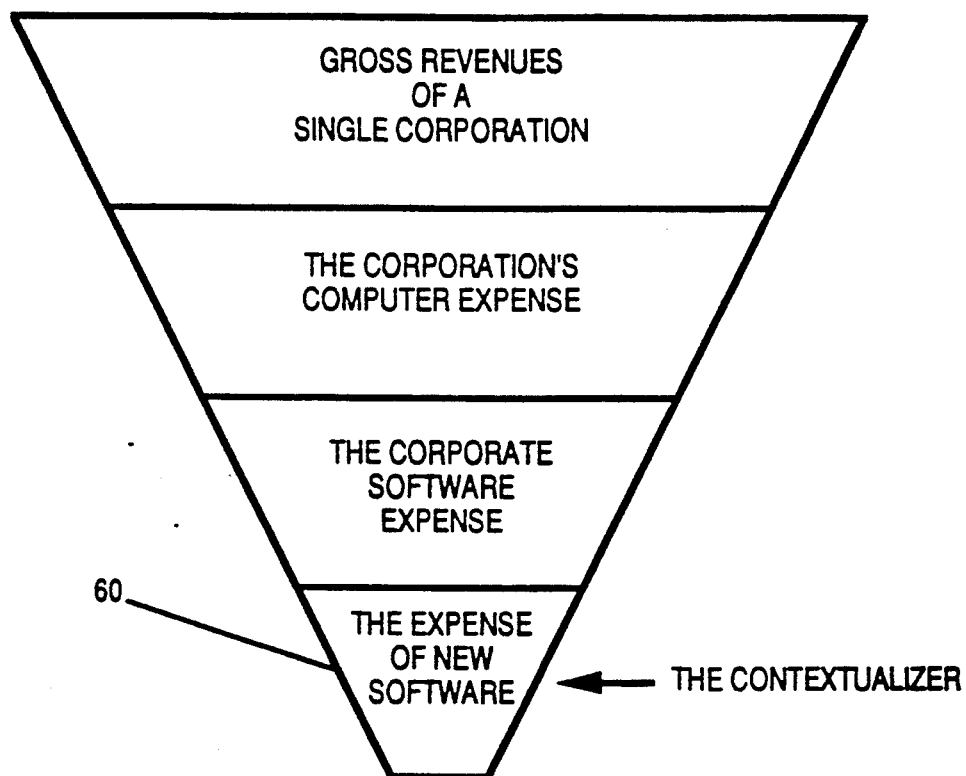 GROSS REVENUES
OF A
SINGLE CORPORATION
THE CORPORATION'S
COMPUTER EXPENSE
THE CORPORATE
SOFTWARE
EXPENSE
60
THE EXPENSE
OF NEW
SOFTWARE
THE CONTEXTUALIZER